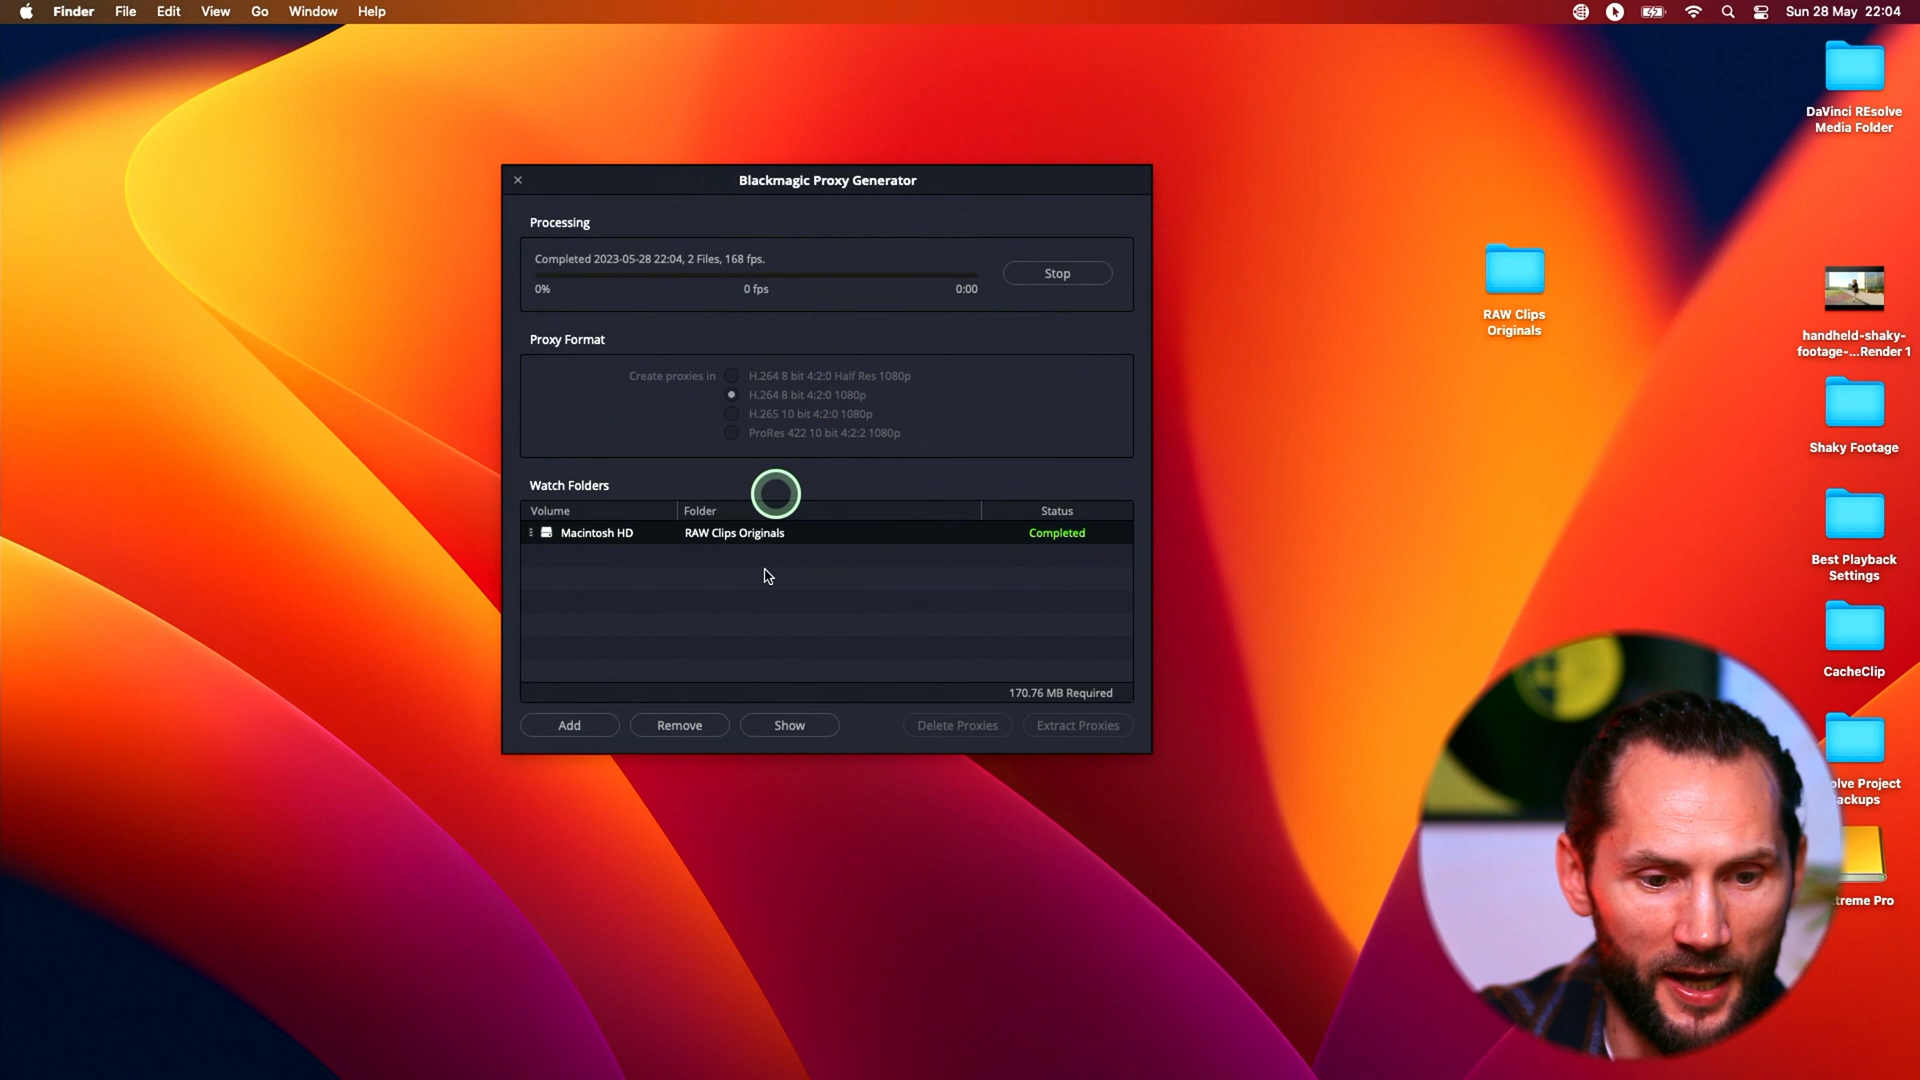 Finder File Edit View Go Window Help
Sun 28 May 22:04
DaVinci REsolve
Media Folder
Blackmagic Proxy Generator
Processing
Completed 2023-05-28 22:04, 2 Files, 168 fps.
Stop
0% 0 fps 0:00
RAW Clips
Originals
handheld-shaky-
footage-...Render 1
Proxy Format
Create proxies in
H.264 8 bit 4:2:0 Half Res 1080p
H.264 8 bit 4:2:0 1080p
H.265 10 bit 4:2:0 1080p
ProRes 422 10 bit 4:2:2 1080p
Shaky Footage
Watch Folders
Volume Folder Status
Macintosh HD RAW Clips Originals Completed
Best Playback
Settings
CacheClip
170.76 MB Required
Add Remove Show Delete Proxies Extract Proxies
olve Project
ackups
treme Pro